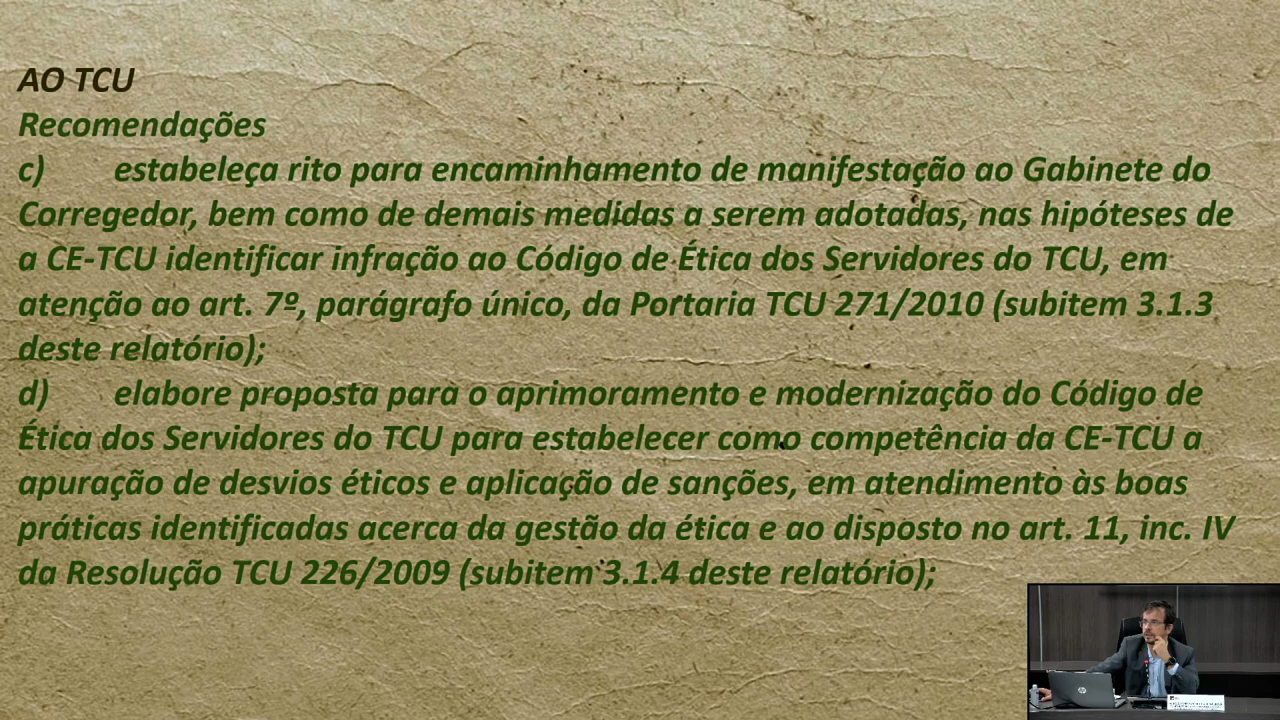 AO TCU
Recomendações
c) estabeleça rito para encaminhamento de manifestação ao Gabinete do
Corregedor, bem como de demais medidas a serem adotadas, nas hipóteses de
a CE-TCU identificar infração ao Código de Ética dos Servidores do TCU, em
atenção ao art. 7º, parágrafo único, da Portaria TCU 271/2010 (subitem 3.1.3
deste relatório);
d) elabore proposta para o aprimoramento e modernização do Código de
Ética dos Servidores do TCU para estabelecer como competência da CE-TCU a
apuração de desvios éticos e aplicação de sanções, em atendimento às boas
práticas identificadas acerca da gestão da ética e ao disposto no art. 11, inc. IV
da Resolução TCU 226/2009 (subitem 3.1.4 deste relatório);
hp